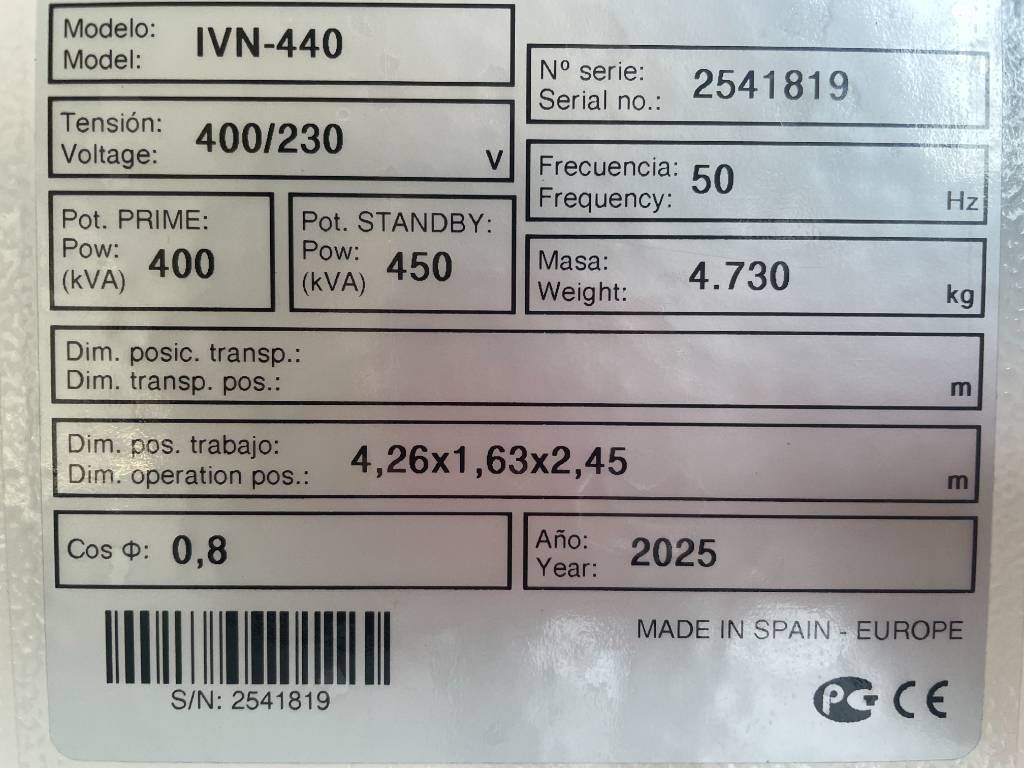 Modelo:
Model:
IVN-440
Nº serie:
Serial no.:
2541819
Tensión:
Voltage:
400/230
V
Frecuencia:
Frequency:
50
Hz
Pot. PRIME:
Pow:
(kVA)
400
Pot. STANDBY:
Pow:
(kVA)
450
Masa:
Weight:
4.730
kg
Dim. posic. transp.:
Dim. transp. pos.:
m
Dim. pos. trabajo:
Dim. operation pos.:
4,26x1,63x2,45
m
Cos Φ: 0,8
Año:
Year:
2025
S/N: 2541819
MADE IN SPAIN - EUROPE
PG CE